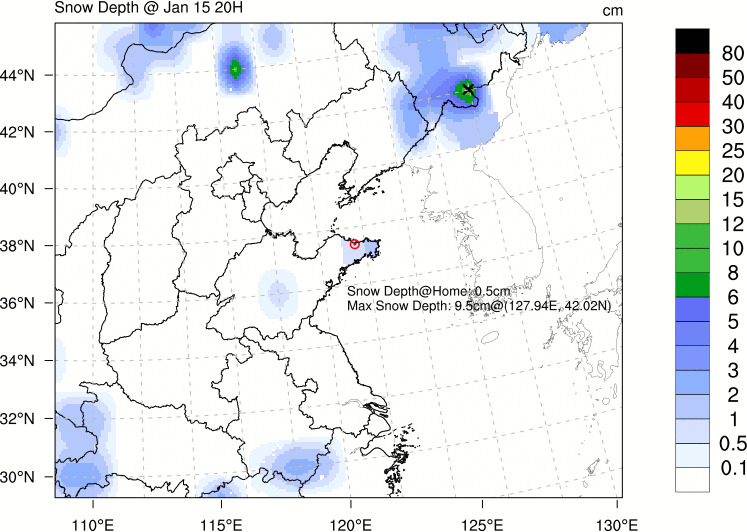 Snow Depth @ Jan 15 20H
cm
44°N
42°N
40°N
38°N
36°N
34°N
32°N
30°N
110°E
115°E
120°E
125°E
130°E
Snow Depth@Home: 0.5cm
Max Snow Depth: 9.5cm@(127.94E, 42.02N)
80
50
40
30
25
20
15
12
10
8
6
5
4
3
2
1
0.5
0.1